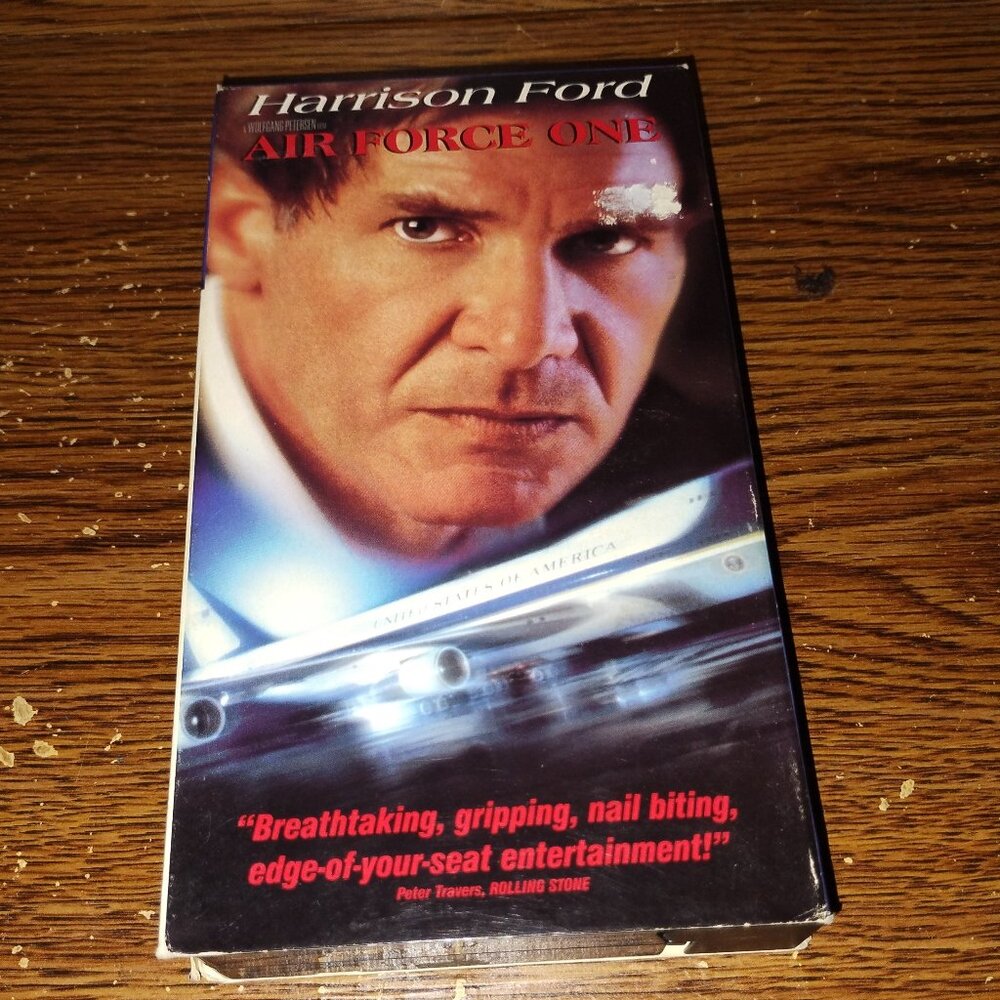 Harrison Ford
A WOLFGANG PETERSEN FILM
AIR FORCE ONE
UNITED STATES OF AMERICA
“Breathtaking, gripping, nail biting,
edge-of-your-seat entertainment!”
Peter Travers, ROLLING STONE